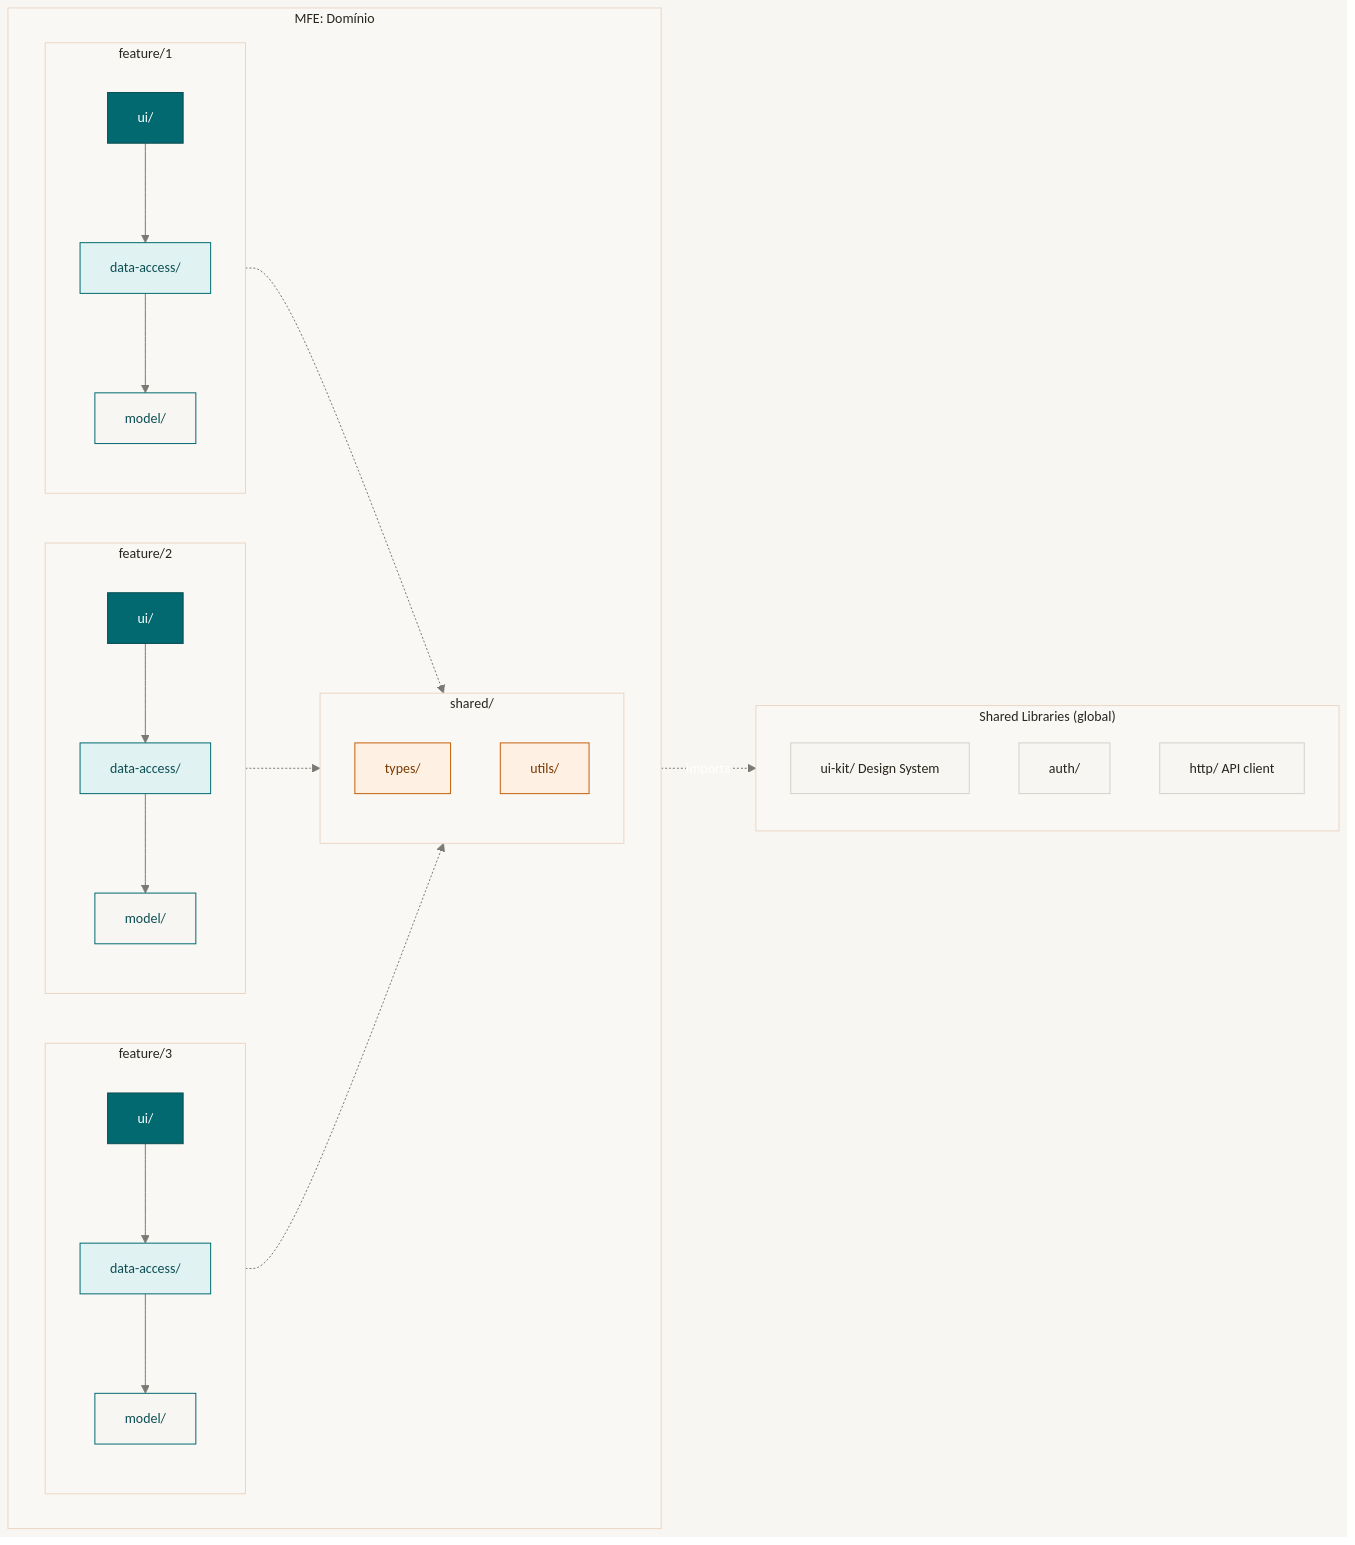 MFE: Domínio
feature/1
ui/
data-access/
model/
feature/2
ui/
data-access/
model/
feature/3
ui/
data-access/
model/
shared/
types/
utils/
importa
Shared Libraries (global)
ui-kit/ Design System
auth/
http/ API client